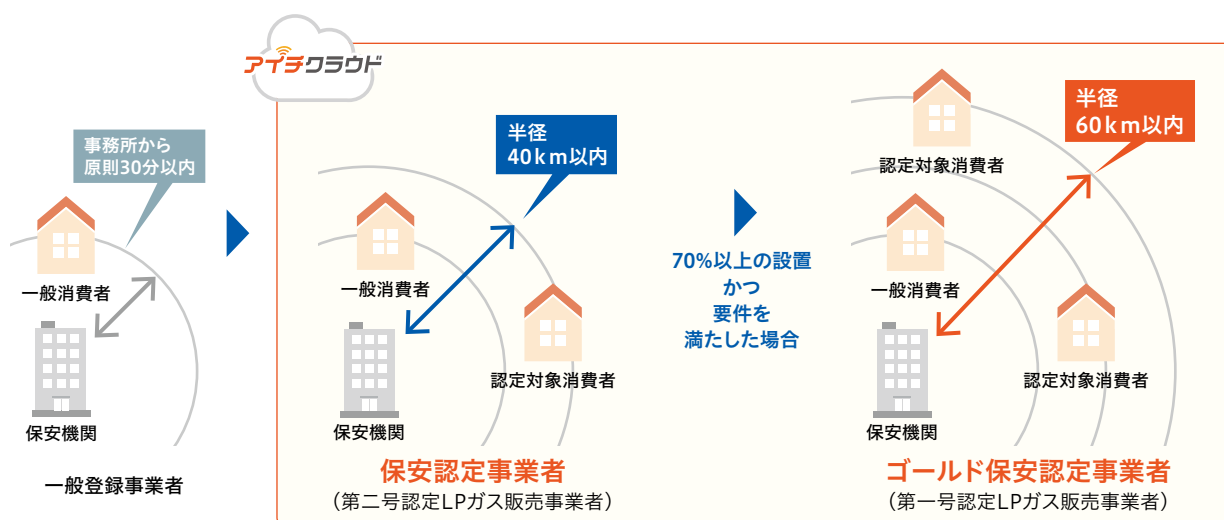 アイチクラウド
事務所から
原則30分以内
一般消費者
保安機関
一般登録事業者
半径
40km以内
一般消費者
保安機関
認定対象消費者
保安認定事業者
（第二号認定LPガス販売事業者）
70%以上の設置
かつ
要件を
満たした場合
半径
60km以内
認定対象消費者
一般消費者
保安機関
認定対象消費者
ゴールド保安認定事業者
（第一号認定LPガス販売事業者）